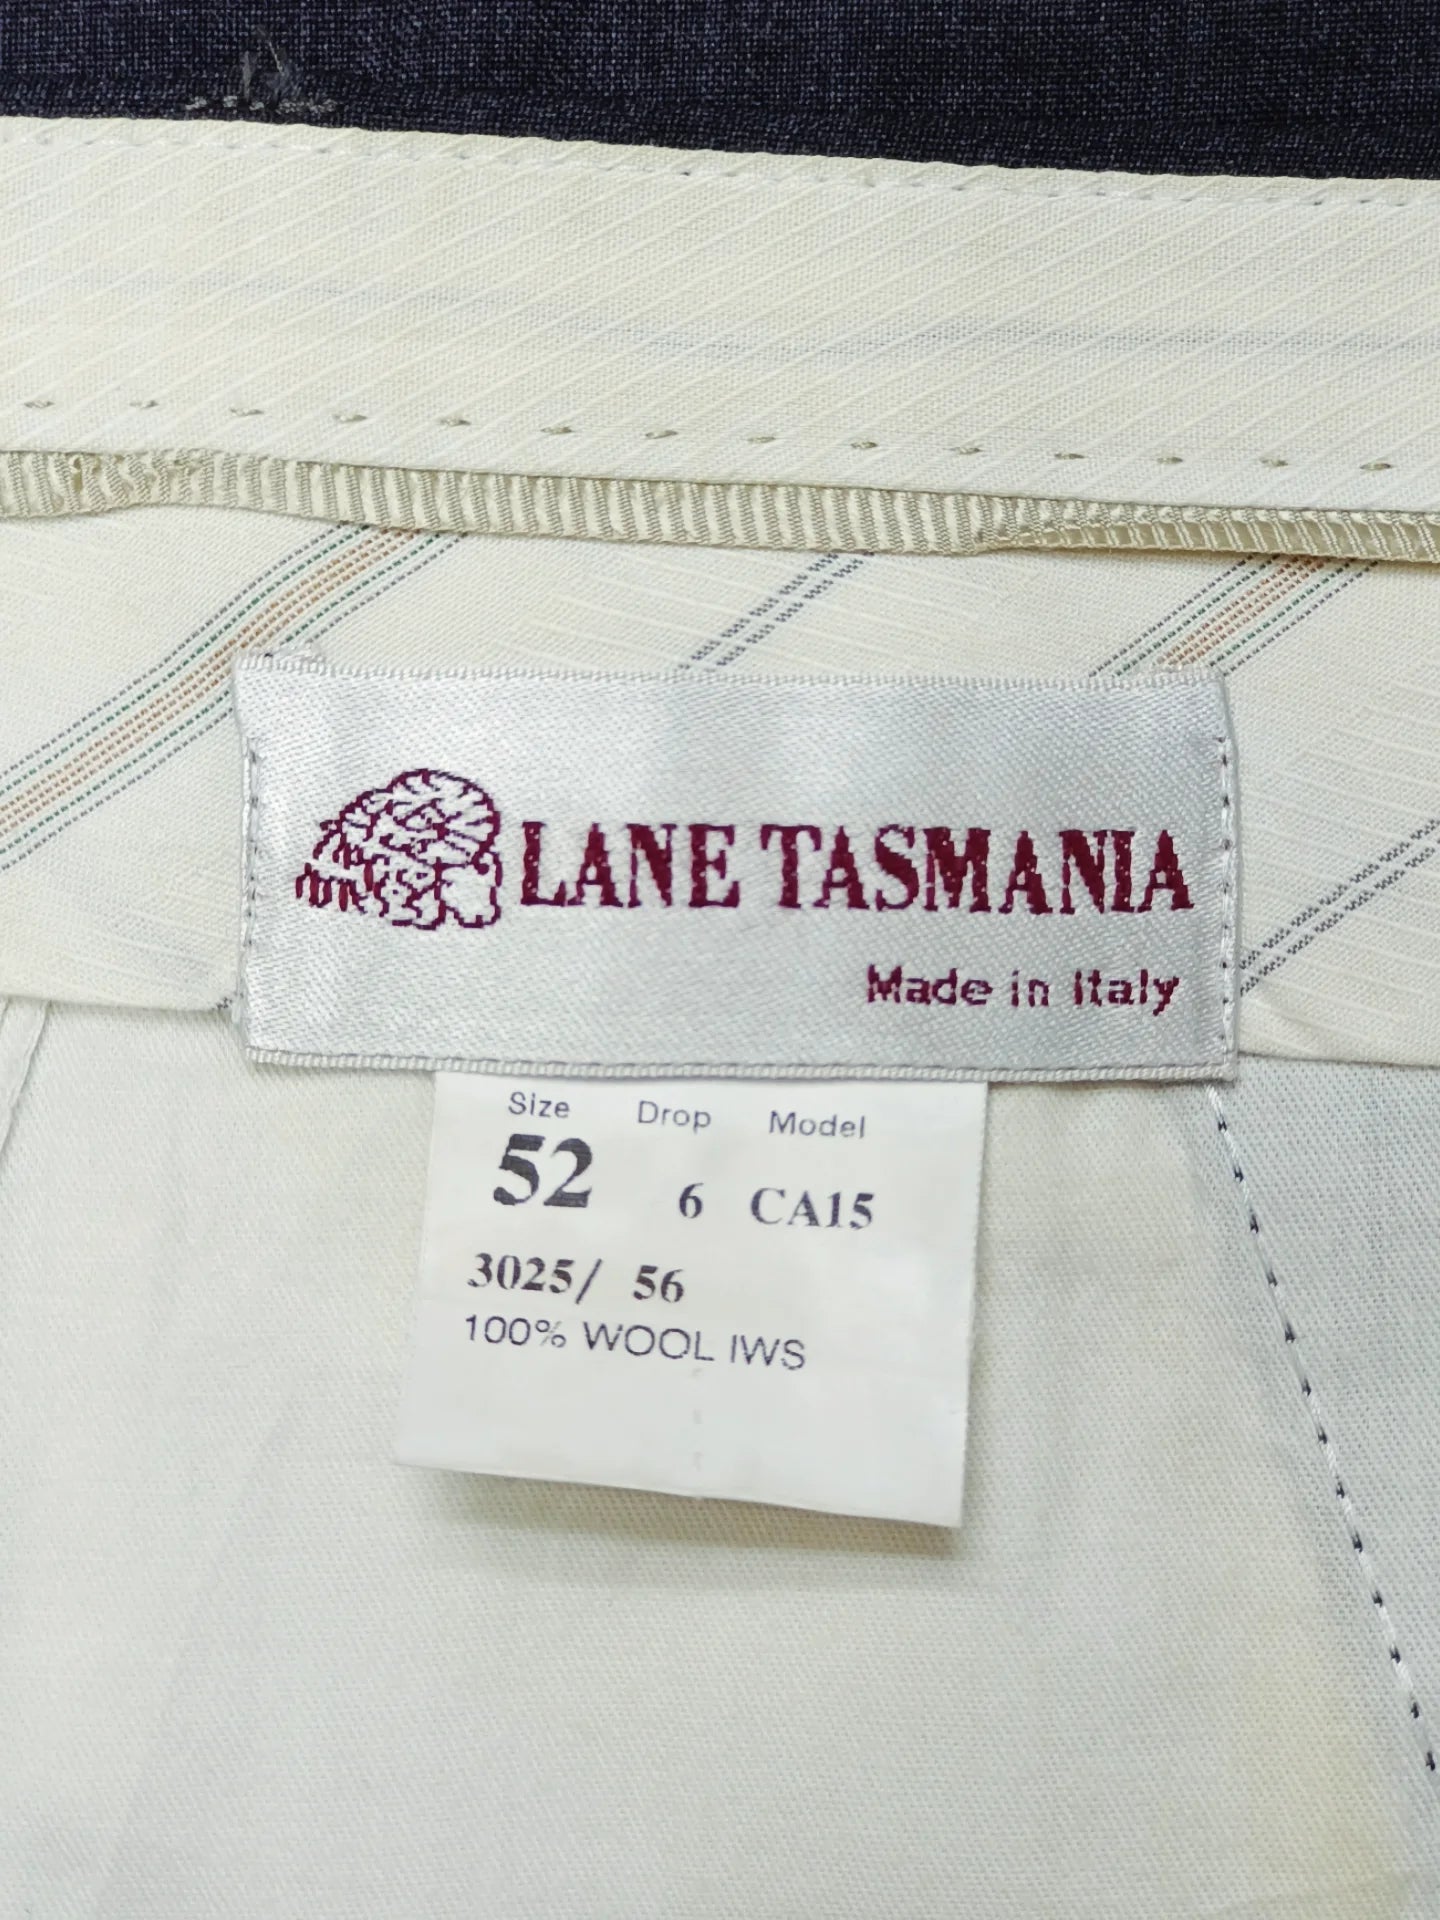 LANE TASMANIA
Made in Italy
Size Drop Model
52 6 CA15
3025/ 56
100% WOOL IWS